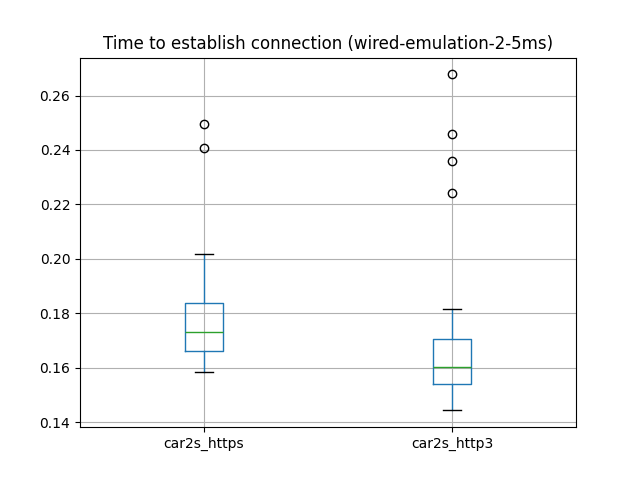 Time to establish connection (wired-emulation-2-5ms)
0.26
0.24
0.22
0.20
0.18
0.16
0.14
car2s_https
car2s_http3